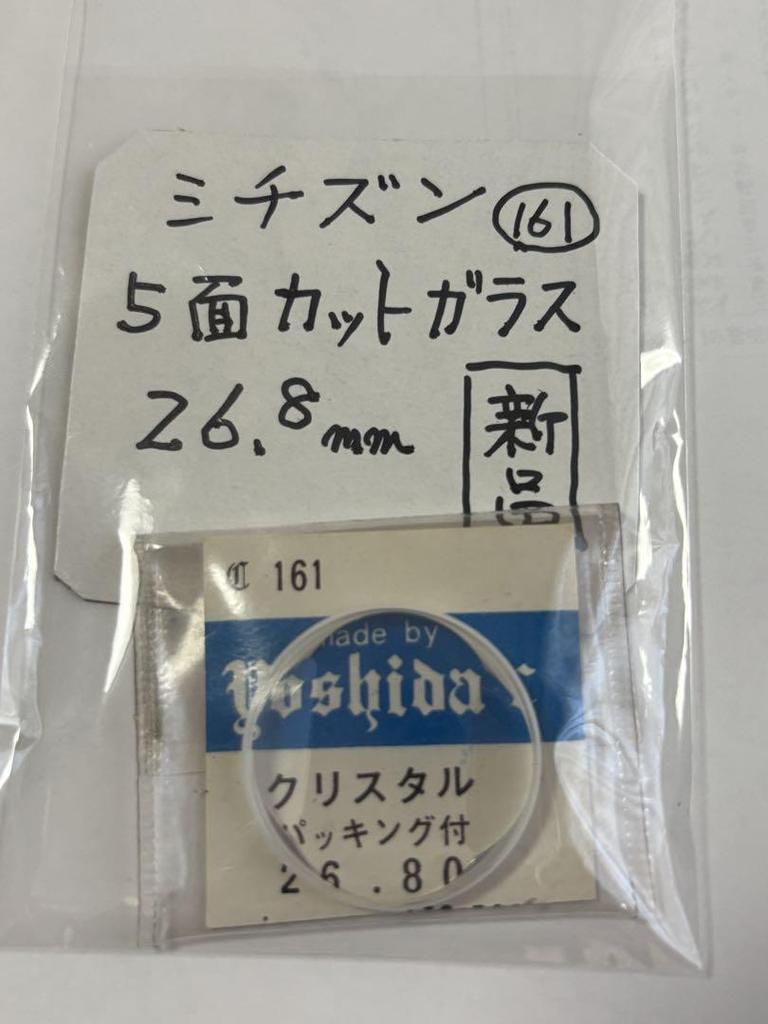 ミチズン 161
5面カットガラス
26.8mm
新品
C 161
made by
Yoshida
クリスタル
パッキング付
26.80